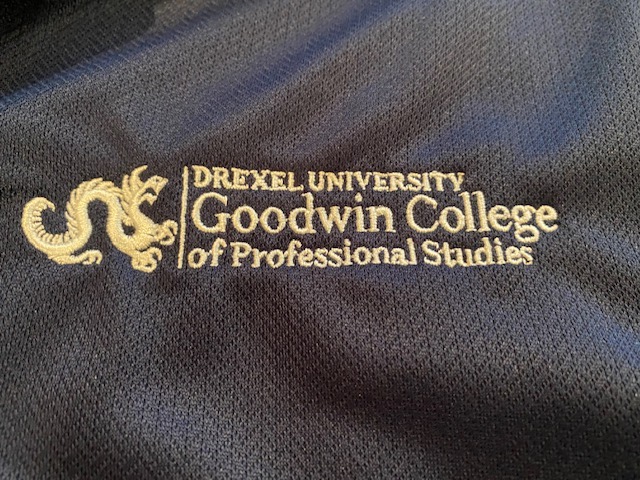 DREXEL UNIVERSITY
Goodwin College
of Professional Studies